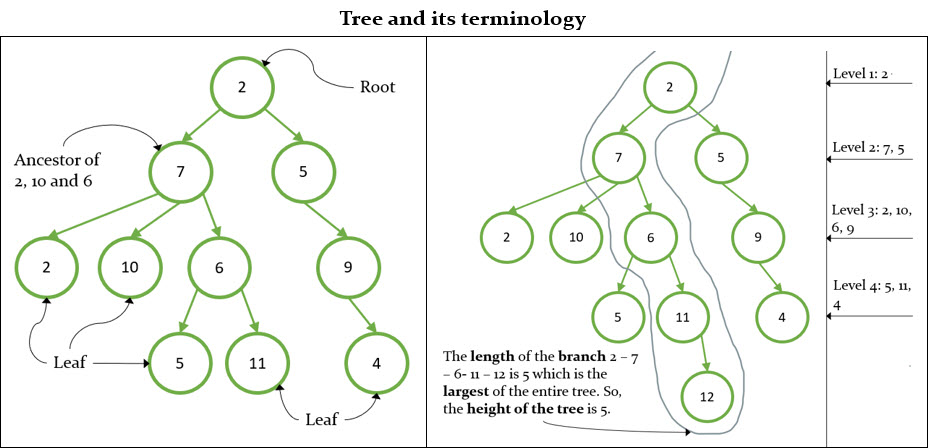 Tree and its terminology
2
Root
Ancestor of
2, 10 and 6
7
5
2
10
6
9
Leaf
5
11
4
Leaf
2
7
5
2
10
6
9
5
11
4
12
The length of the branch 2 – 7
– 6- 11 – 12 is 5 which is the
largest of the entire tree. So,
the height of the tree is 5.
Level 1: 2
Level 2: 7, 5
Level 3: 2, 10,
6, 9
Level 4: 5, 11,
4